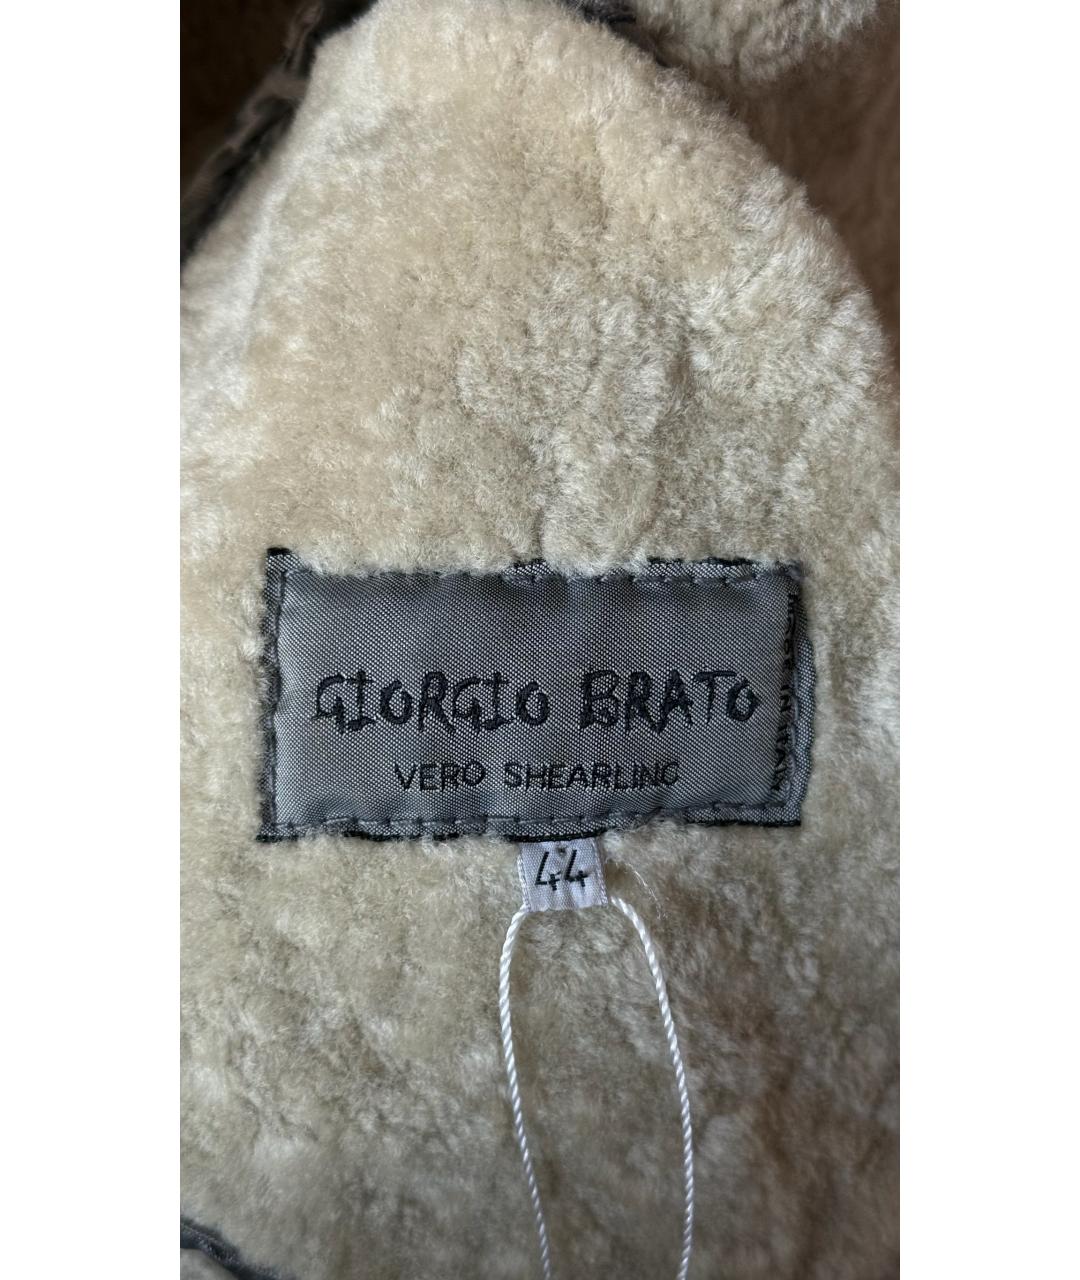 GIORGIO BRATO
VERO SHEARLING
MADE IN ITALY
44